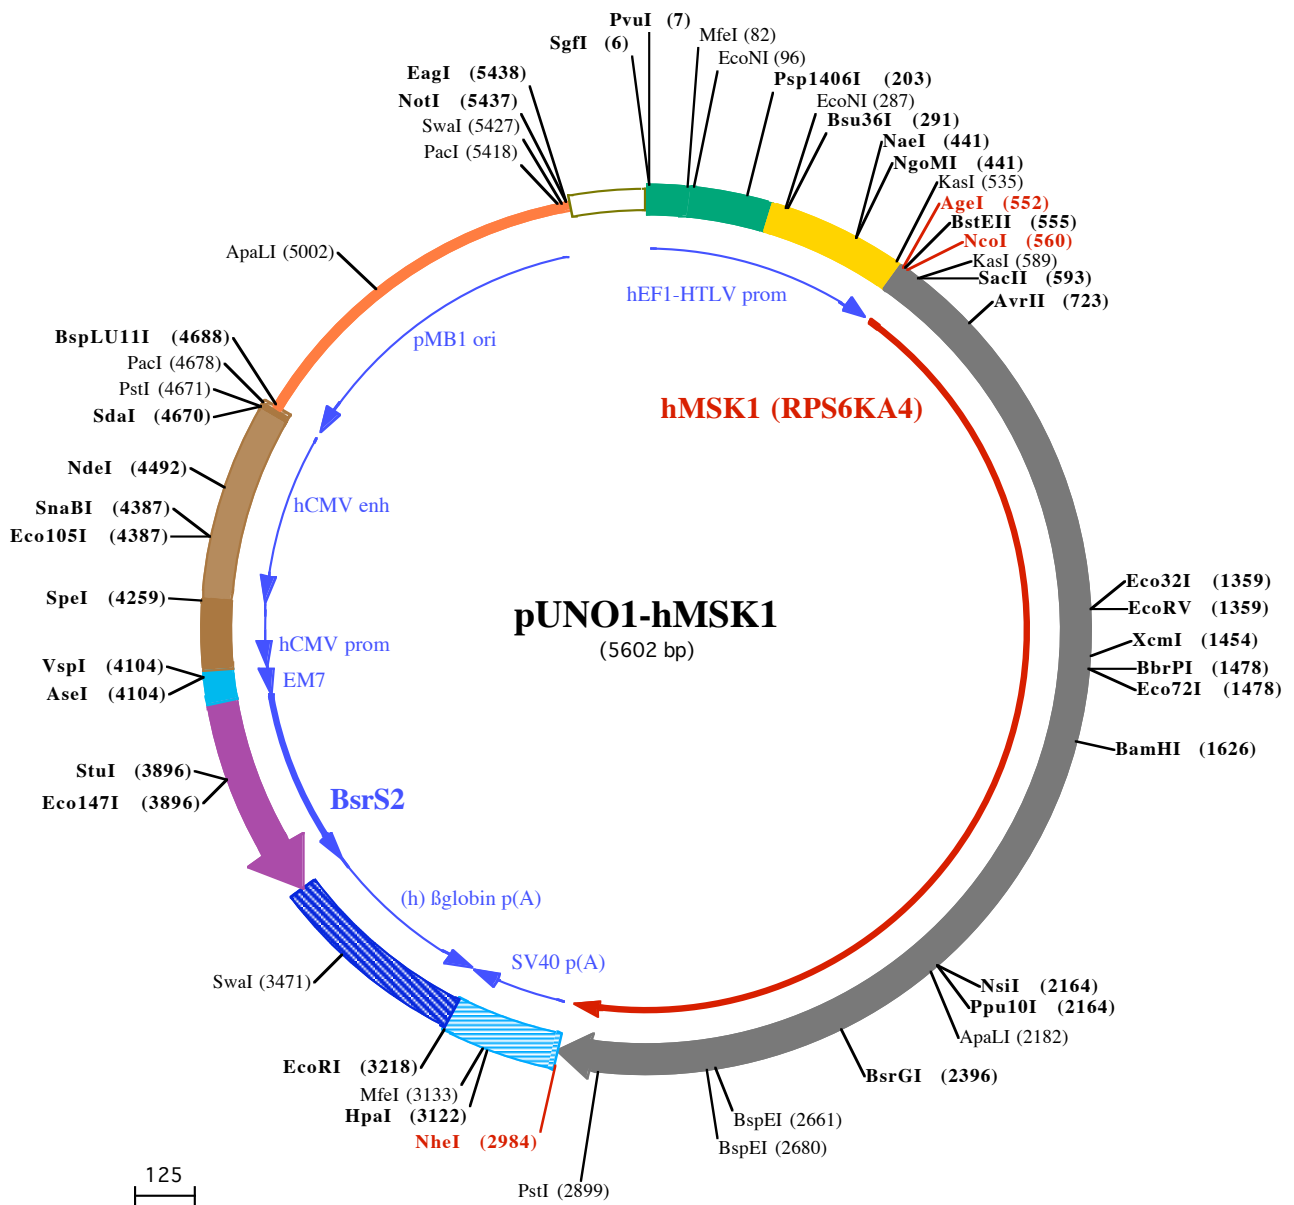 PvuI (7)
SgfI (6)
MfeI (82)
EcoNI (96)
Psp1406I (203)
EcoNI (287)
Bsu36I (291)
NaeI (441)
NgoMI (441)
KasI (535)
AgeI (552)
BstEII (555)
NcoI (560)
KasI (589)
SacII (593)
AvrII (723)
Eco32I (1359)
EcoRV (1359)
XcmI (1454)
BbrPI (1478)
Eco72I (1478)
BamHI (1626)
NsiI (2164)
Ppu10I (2164)
ApaLI (2182)
BsrGI (2396)
BspEI (2661)
BspEI (2680)
PstI (2899)
NheI (2984)
HpaI (3122)
MfeI (3133)
EcoRI (3218)
SwaI (3471)
Eco147I (3896)
StuI (3896)
AseI (4104)
VspI (4104)
SpeI (4259)
Eco105I (4387)
SnaBI (4387)
NdeI (4492)
SdaI (4670)
PstI (4671)
PacI (4678)
BspLU11I (4688)
ApaLI (5002)
PacI (5418)
SwaI (5427)
NotI (5437)
EagI (5438)
hEF1-HTLV prom
hMSK1 (RPS6KA4)
pMB1 ori
hCMV enh
hCMV prom
EM7
BsrS2
(h) ßglobin p(A)
SV40 p(A)
pUNO1-hMSK1
(5602 bp)
125